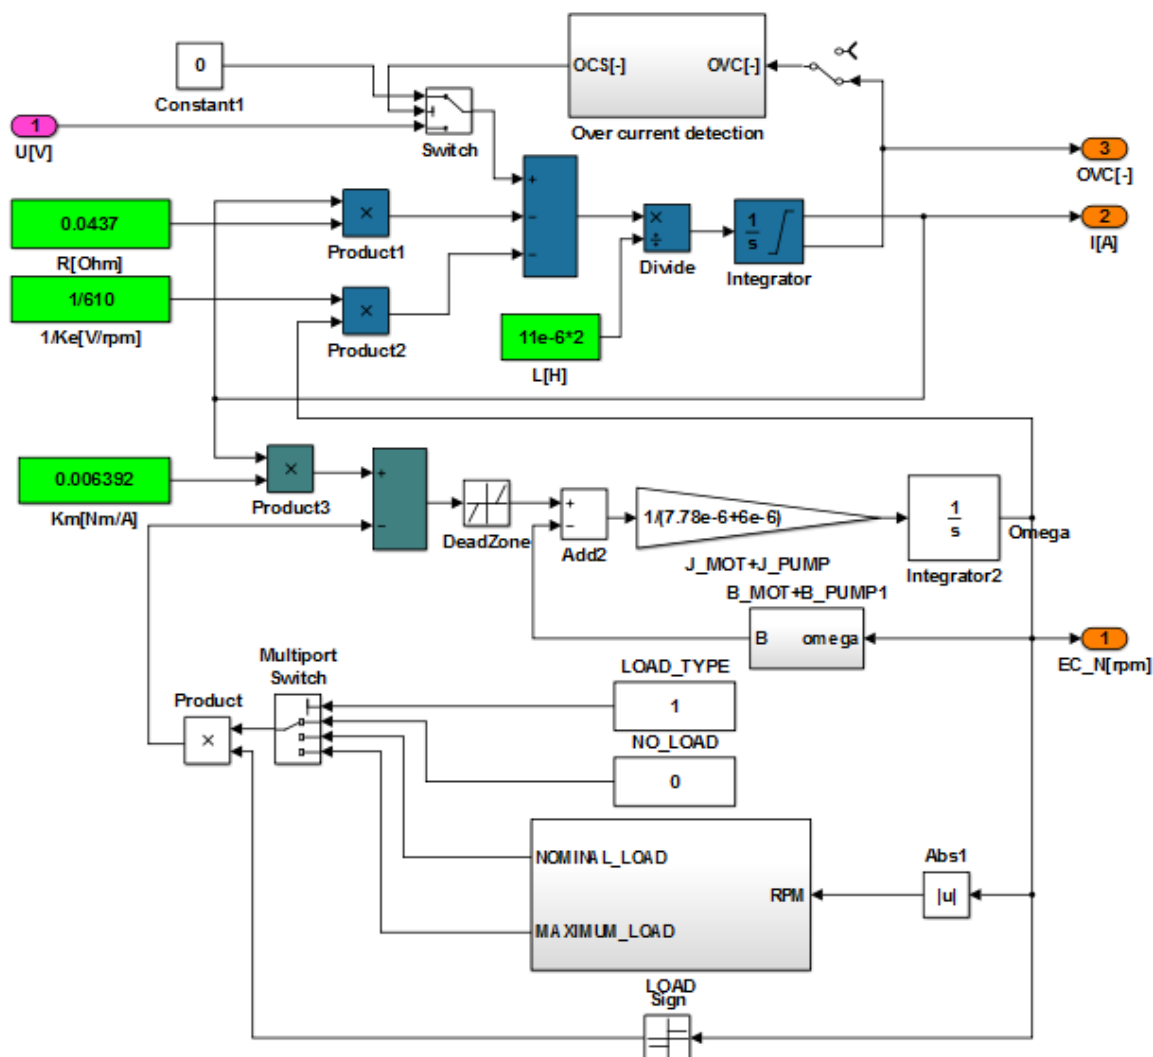 OCS[-]
OVC[-]
0
Constant1
Over current detection
1
U[V]
Switch
3
OVC[-]
0.0437
R[Ohm]
×
Product1
+
−
−
×
÷
Divide
1
s
Integrator
2
I[A]
1/610
1/Ke[V/rpm]
×
Product2
11e-6*2
L[H]
0.006392
Km[Nm/A]
×
Product3
+
−
DeadZone
+
−
Add2
1/(7.78e-6+6e-6)
J_MOT+J_PUMP
1
s
Integrator2
Omega
B_MOT+B_PUMP1
B
omega
1
EC_N[rpm]
Multiport
Switch
LOAD_TYPE
1
Product
×
NO_LOAD
0
NOMINAL_LOAD
MAXIMUM_LOAD
RPM
Abs1
|u|
LOAD
Sign